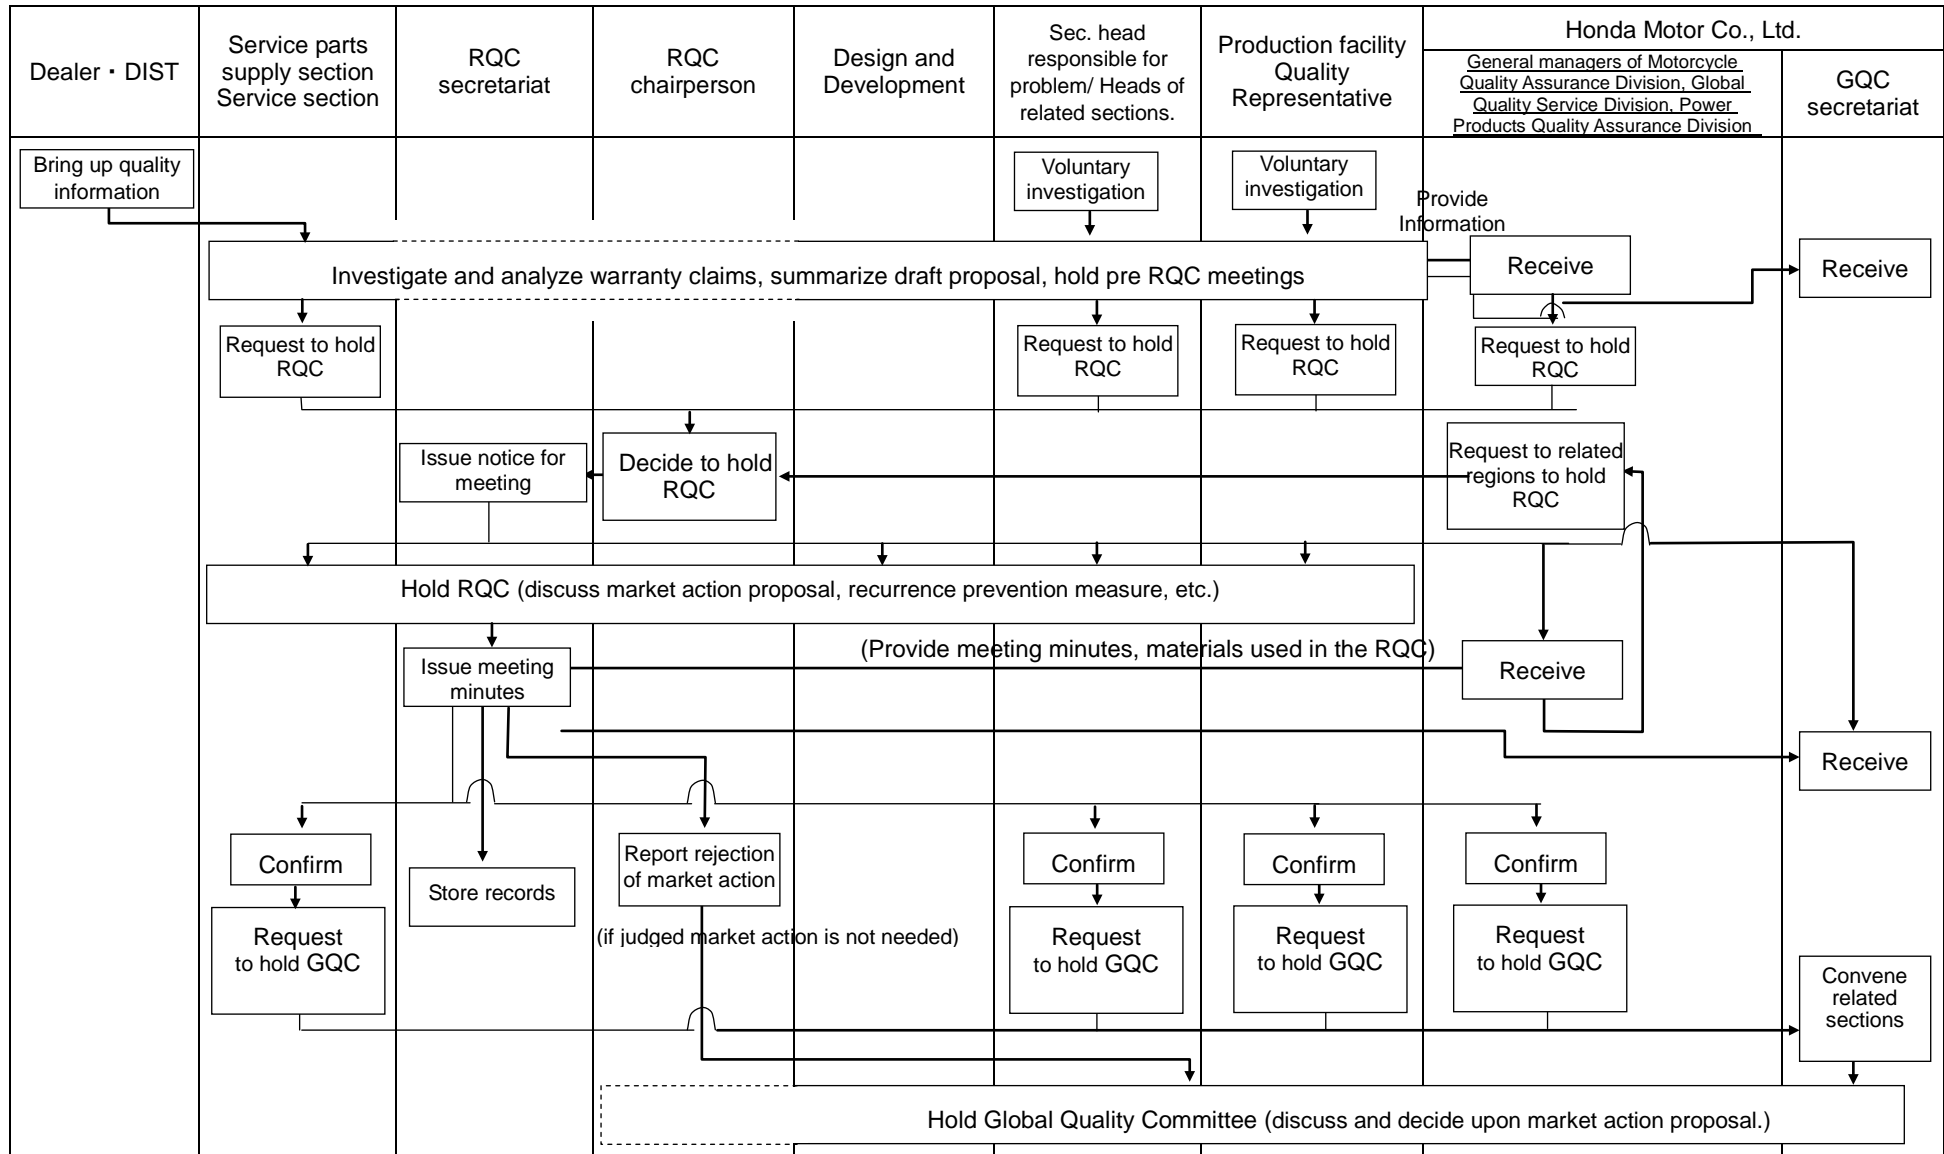 Dealer・DIST
Service parts
supply section
Service section
RQC
secretariat
RQC
chairperson
Design and
Development
Sec. head
responsible for
problem/ Heads of
related sections.
Production facility
Quality
Representative
Honda Motor Co., Ltd.
General managers of Motorcycle
Quality Assurance Division, Global
Quality Service Division, Power
Products Quality Assurance Division
GQC
secretariat
Bring up quality
information
Voluntary
investigation
Voluntary
investigation
Provide
Information
Investigate and analyze warranty claims, summarize draft proposal, hold pre RQC meetings
Receive
Receive
Request to hold
RQC
Request to hold
RQC
Request to hold
RQC
Request to hold
RQC
Issue notice for
meeting
Decide to hold
RQC
Request to related
regions to hold
RQC
Hold RQC (discuss market action proposal, recurrence prevention measure, etc.)
Issue meeting
minutes
(Provide meeting minutes, materials used in the RQC)
Receive
Receive
Confirm
Store records
Report rejection
of market action
Confirm
Confirm
Confirm
(if judged market action is not needed)
Request
to hold GQC
Request
to hold GQC
Request
to hold GQC
Request
to hold GQC
Convene
related
sections
Hold Global Quality Committee (discuss and decide upon market action proposal.)